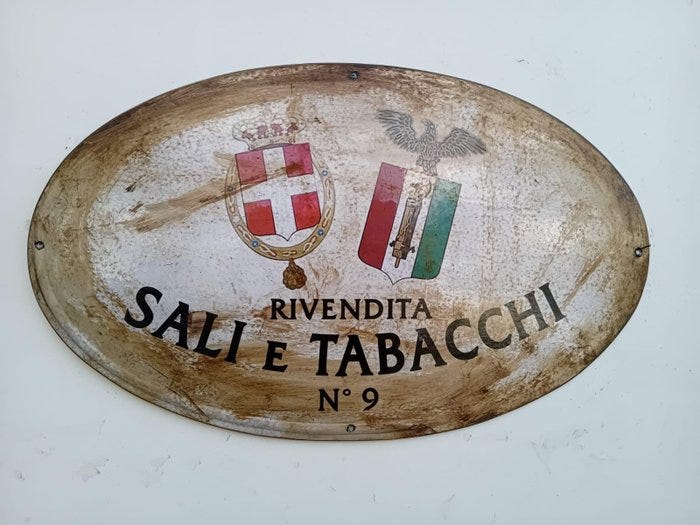 RIVENDITA
SALI E TABACCHI
N° 9